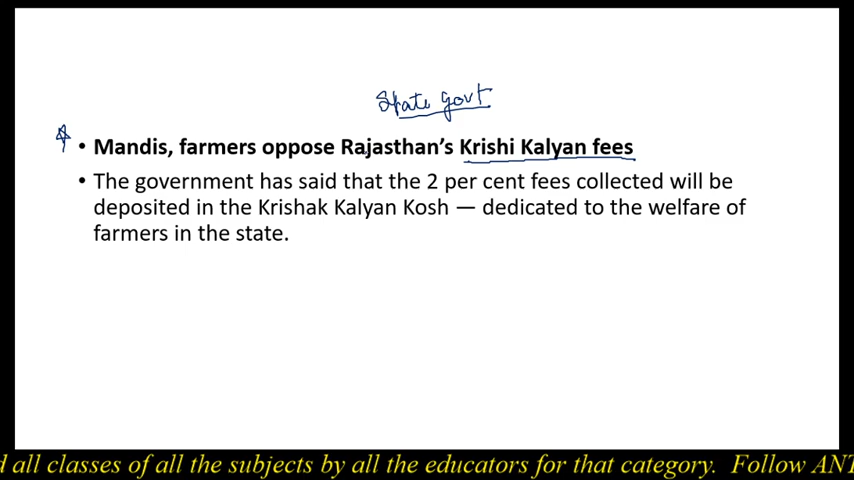 State Govt
• Mandis, farmers oppose Rajasthan's Krishi Kalyan fees
• The government has said that the 2 per cent fees collected will be
deposited in the Krishak Kalyan Kosh — dedicated to the welfare of
farmers in the state.
d all classes of all the subjects by all the educators for that category. Follow ANT